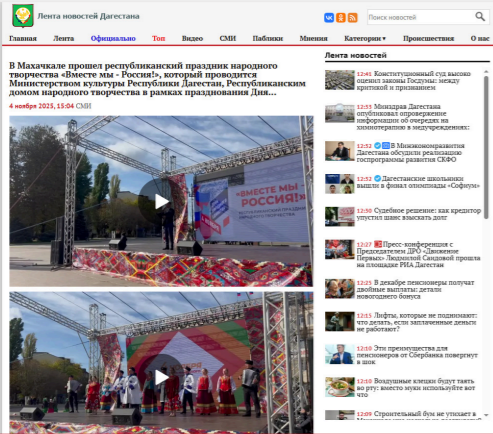 Лента новостей Дагестана
Поиск новостей
Главная Лента Официально Топ Видео СМИ Паблики Мнения Категории Происшествия О нас
В Махачкале прошел республиканский праздник народного
творчества «Вместе мы - Россия!», который проводится
Министерством культуры Республики Дагестан, Республиканским
домом народного творчества в рамках празднования Дня...
4 ноября 2025, 15:04 СМИ
«ВМЕСТЕ МЫ -
РОССИЯ!»
Лента новостей
12:41 Конституционный суд высоко
оценил законы Госдумы: между
критикой и признанием
Минздрав Дагестана
опубликовал опровержение
информации об очередях на
химиотерапию в медучреждениях:
12:52 В Минэкономразвития
Дагестана обсудили реализацию
госпрограммы развития СКФО
12:52 Дагестанские школьники
вышли в финал олимпиады «Софиум»
12:50 Судебное решение: как кредитор
упустил шанс взыскать долг
12:27 Пресс-конференция с
Председателем ДРО «Движение
Первых» Людмилой Сандовой прошла
на площадке РИА Дагестан
12:25 В декабре пенсионеры получат
двойные выплаты: детали
новогоднего бонуса
12:15 Лифты, которые не поднимают:
что делать, если заплаченные деньги
не работают?
12:10 Эти преимущества для
пенсионеров от Сбербанка повергнут
в шок
12:10 Воздушные клецки будут таять
во рту: вместо муки используйте вот
что
12:09 Строительный бум не утихает в